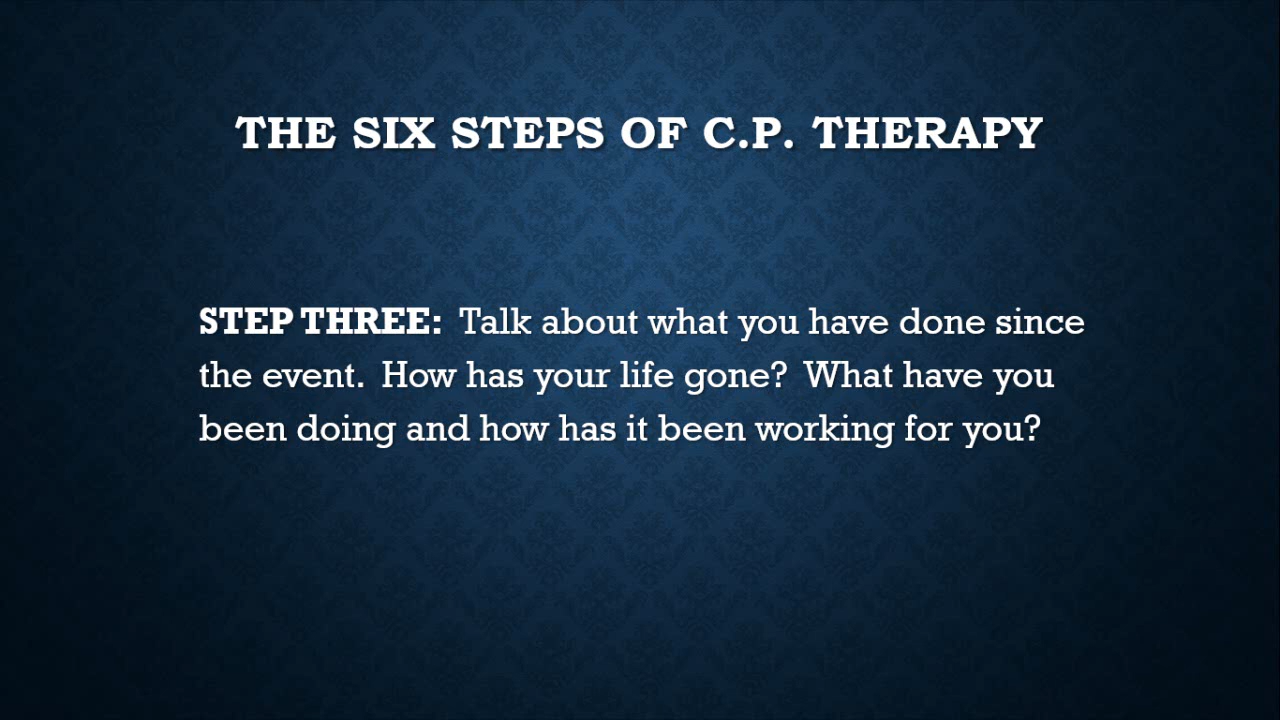 THE SIX STEPS OF C.P. THERAPY
STEP THREE:  Talk about what you have done since
the event.  How has your life gone?  What have you
been doing and how has it been working for you?